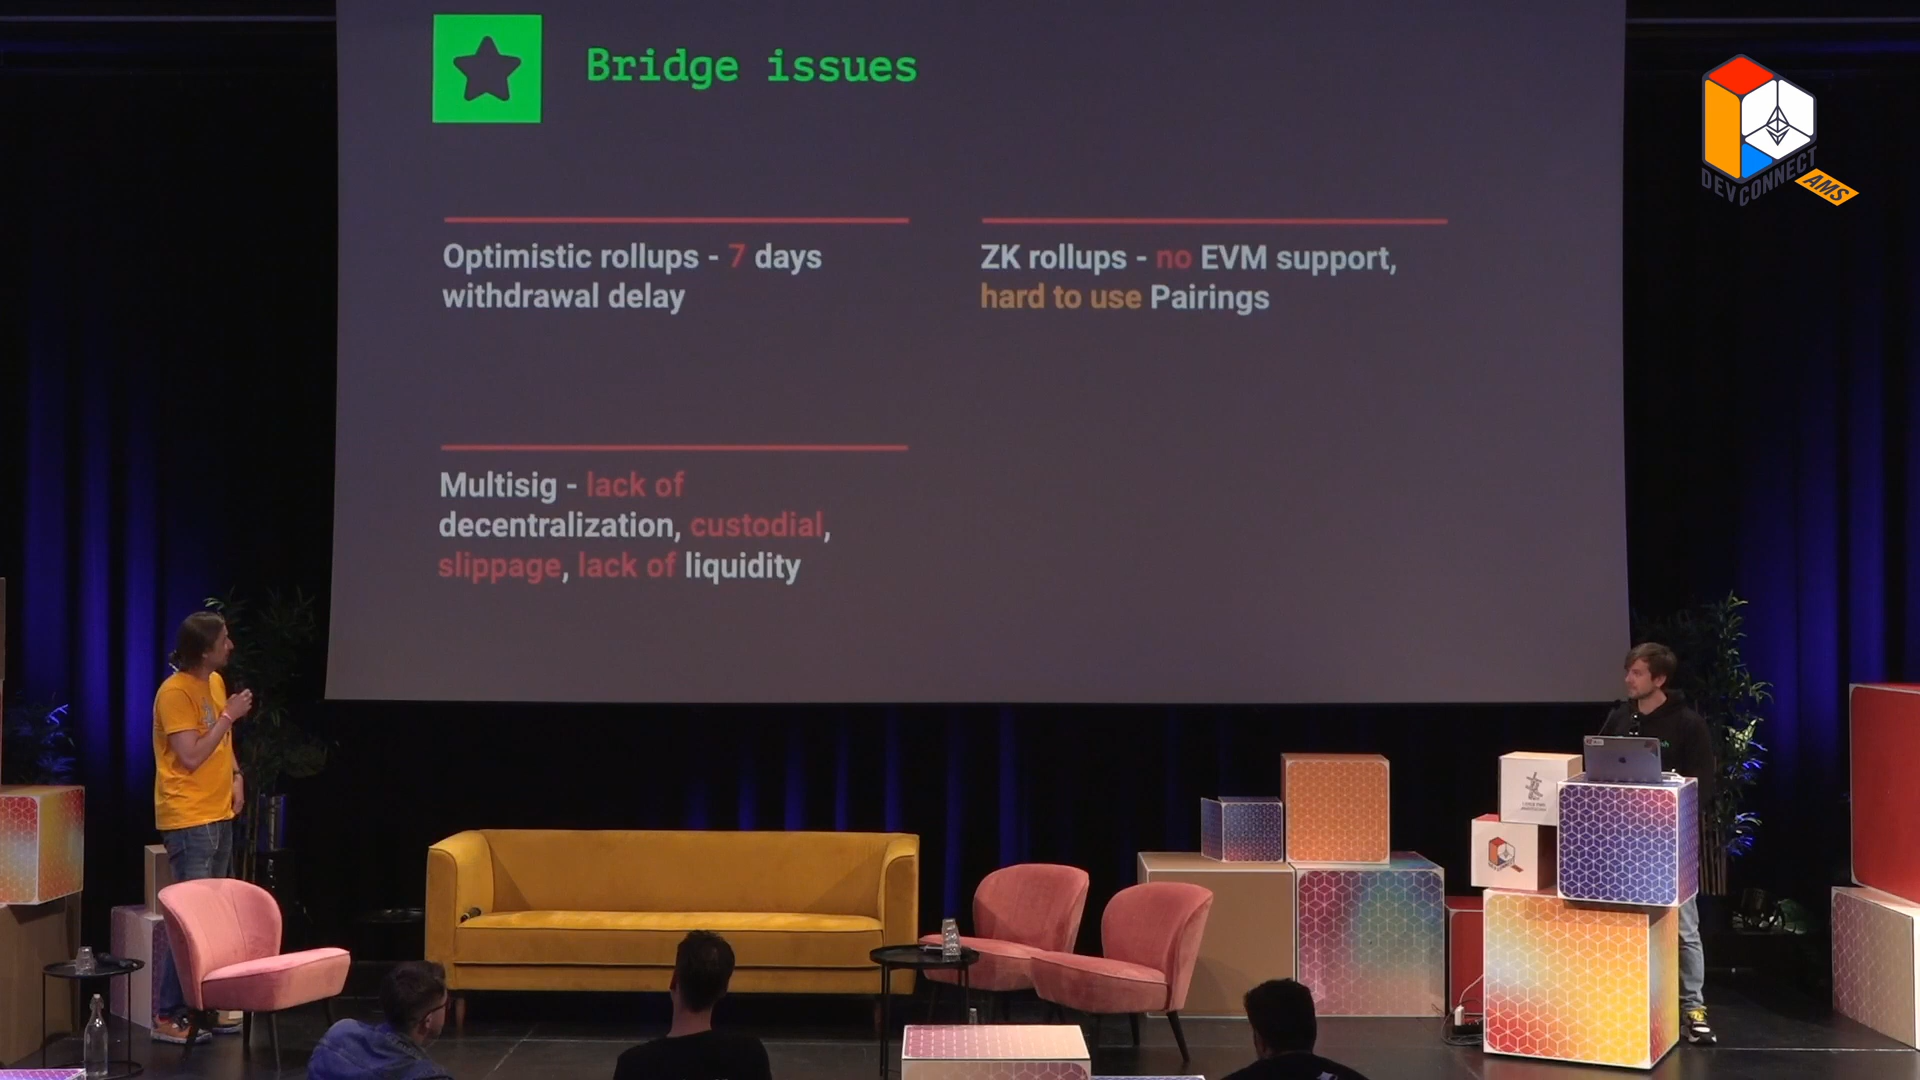 Bridge issues
Optimistic rollups - 7 days
withdrawal delay
ZK rollups - no EVM support,
hard to use Pairings
Multisig - lack of
decentralization, custodial,
slippage, lack of liquidity
DEVCONNECT
AMS